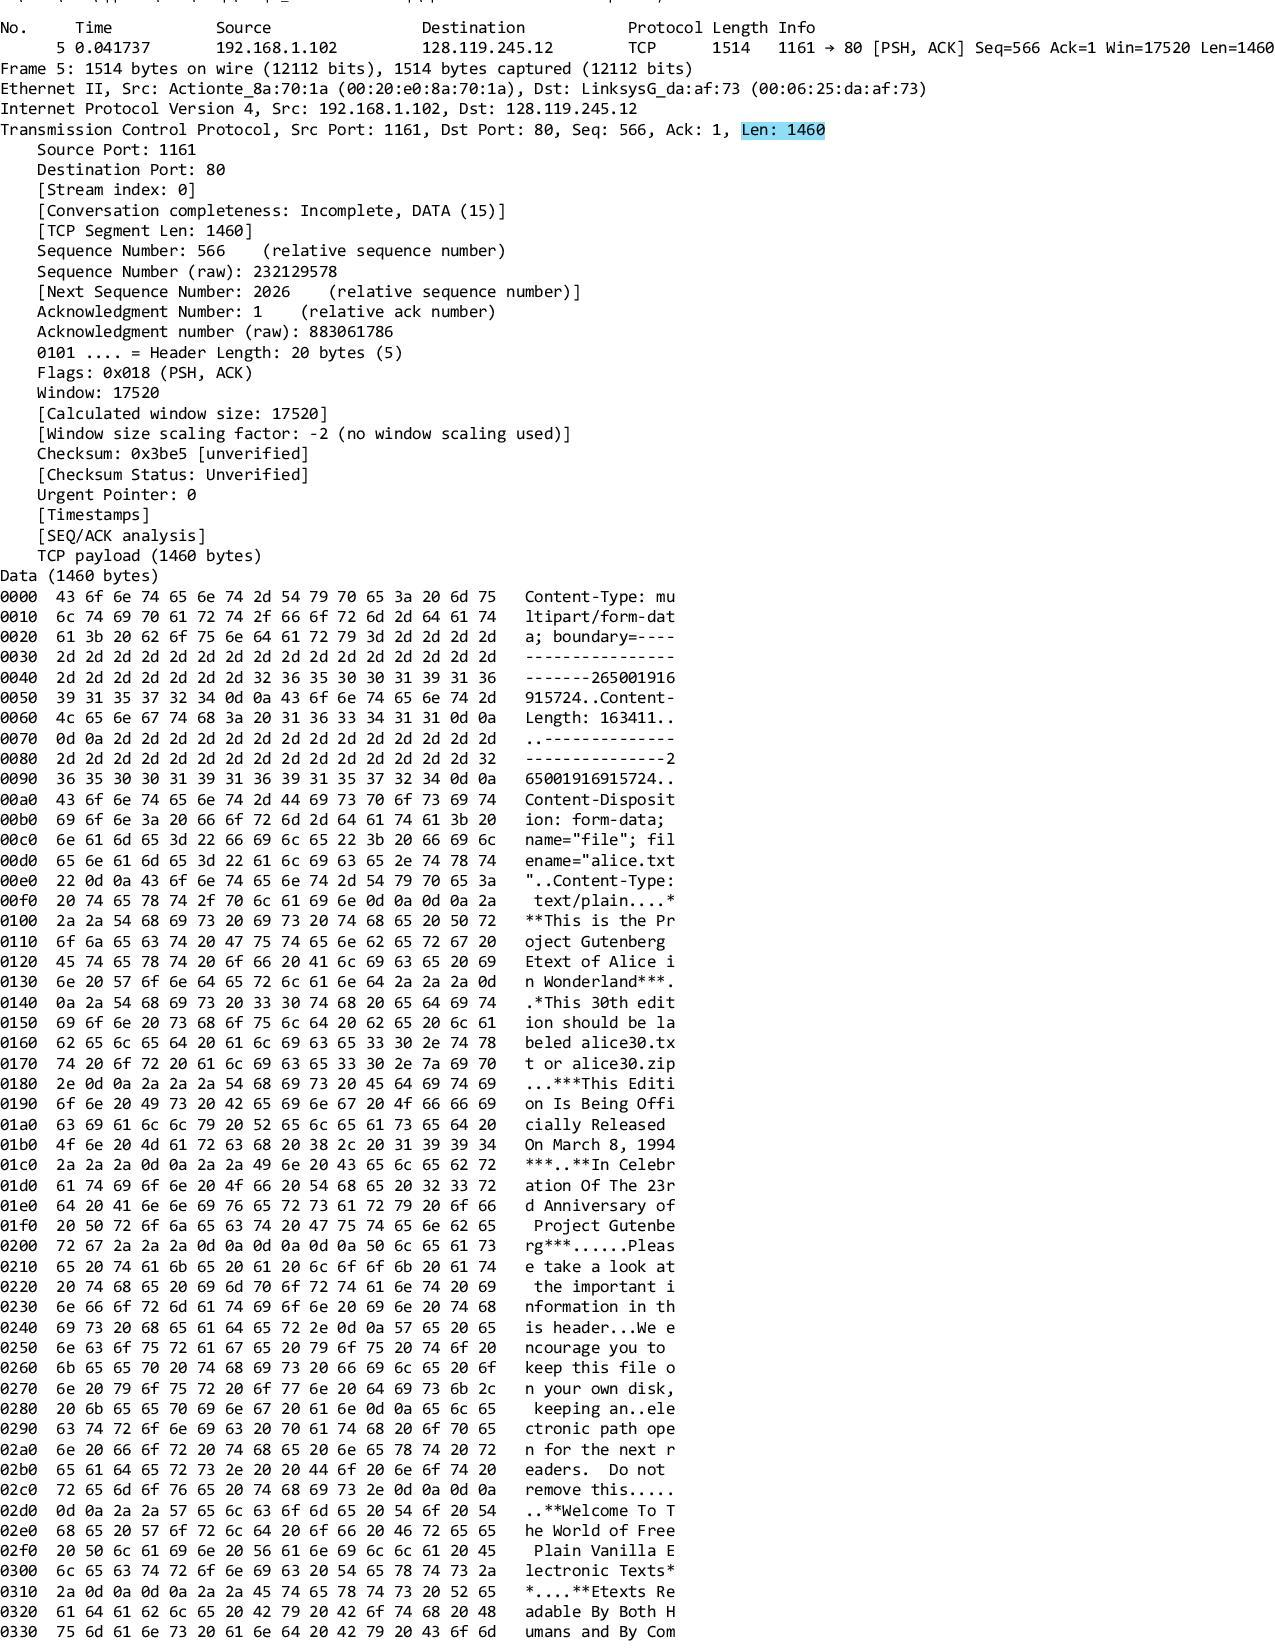 No.     Time           Source                Destination           Protocol Length Info
      5 0.041737       192.168.1.102         128.119.245.12        TCP      1514   1161 → 80 [PSH, ACK] Seq=566 Ack=1 Win=17520 Len=1460
Frame 5: 1514 bytes on wire (12112 bits), 1514 bytes captured (12112 bits)
Ethernet II, Src: Actionte_8a:70:1a (00:20:e0:8a:70:1a), Dst: LinksysG_da:af:73 (00:06:25:da:af:73)
Internet Protocol Version 4, Src: 192.168.1.102, Dst: 128.119.245.12
Transmission Control Protocol, Src Port: 1161, Dst Port: 80, Seq: 566, Ack: 1, Len: 1460
    Source Port: 1161
    Destination Port: 80
    [Stream index: 0]
    [Conversation completeness: Incomplete, DATA (15)]
    [TCP Segment Len: 1460]
    Sequence Number: 566    (relative sequence number)
    Sequence Number (raw): 232129578
    [Next Sequence Number: 2026    (relative sequence number)]
    Acknowledgment Number: 1    (relative ack number)
    Acknowledgment number (raw): 883061786
    0101 .... = Header Length: 20 bytes (5)
    Flags: 0x018 (PSH, ACK)
    Window: 17520
    [Calculated window size: 17520]
    [Window size scaling factor: -2 (no window scaling used)]
    Checksum: 0x3be5 [unverified]
    [Checksum Status: Unverified]
    Urgent Pointer: 0
    [Timestamps]
    [SEQ/ACK analysis]
    TCP payload (1460 bytes)
Data (1460 bytes)
0000  43 6f 6e 74 65 6e 74 2d 54 79 70 65 3a 20 6d 75   Content-Type: mu
0010  6c 74 69 70 61 72 74 2f 66 6f 72 6d 2d 64 61 74   ltipart/form-dat
0020  61 3b 20 62 6f 75 6e 64 61 72 79 3d 2d 2d 2d 2d   a; boundary=----
0030  2d 2d 2d 2d 2d 2d 2d 2d 2d 2d 2d 2d 2d 2d 2d 2d   ----------------
0040  2d 2d 2d 2d 2d 2d 2d 32 36 35 30 30 31 39 31 36   -------265001916
0050  39 31 35 37 32 34 0d 0a 43 6f 6e 74 65 6e 74 2d   915724..Content-
0060  4c 65 6e 67 74 68 3a 20 31 36 33 34 31 31 0d 0a   Length: 163411..
0070  0d 0a 2d 2d 2d 2d 2d 2d 2d 2d 2d 2d 2d 2d 2d 2d   ..--------------
0080  2d 2d 2d 2d 2d 2d 2d 2d 2d 2d 2d 2d 2d 2d 2d 32   ---------------2
0090  36 35 30 30 31 39 31 36 39 31 35 37 32 34 0d 0a   65001916915724..
00a0  43 6f 6e 74 65 6e 74 2d 44 69 73 70 6f 73 69 74   Content-Disposit
00b0  69 6f 6e 3a 20 66 6f 72 6d 2d 64 61 74 61 3b 20   ion: form-data;
00c0  6e 61 6d 65 3d 22 66 69 6c 65 22 3b 20 66 69 6c   name="file"; fil
00d0  65 6e 61 6d 65 3d 22 61 6c 69 63 65 2e 74 78 74   ename="alice.txt
00e0  22 0d 0a 43 6f 6e 74 65 6e 74 2d 54 79 70 65 3a   "..Content-Type:
00f0  20 74 65 78 74 2f 70 6c 61 69 6e 0d 0a 0d 0a 2a    text/plain....*
0100  2a 2a 54 68 69 73 20 69 73 20 74 68 65 20 50 72   **This is the Pr
0110  6f 6a 65 63 74 20 47 75 74 65 6e 62 65 72 67 20   oject Gutenberg
0120  45 74 65 78 74 20 6f 66 20 41 6c 69 63 65 20 69   Etext of Alice i
0130  6e 20 57 6f 6e 64 65 72 6c 61 6e 64 2a 2a 2a 0d   n Wonderland***.
0140  0a 2a 54 68 69 73 20 33 30 74 68 20 65 64 69 74   .*This 30th edit
0150  69 6f 6e 20 73 68 6f 75 6c 64 20 62 65 20 6c 61   ion should be la
0160  62 65 6c 65 64 20 61 6c 69 63 65 33 30 2e 74 78   beled alice30.tx
0170  74 20 6f 72 20 61 6c 69 63 65 33 30 2e 7a 69 70   t or alice30.zip
0180  2e 0d 0a 2a 2a 2a 54 68 69 73 20 45 64 69 74 69   ...***This Editi
0190  6f 6e 20 49 73 20 42 65 69 6e 67 20 4f 66 66 69   on Is Being Offi
01a0  63 69 61 6c 6c 79 20 52 65 6c 65 61 73 65 64 20   cially Released
01b0  4f 6e 20 4d 61 72 63 68 20 38 2c 20 31 39 39 34   On March 8, 1994
01c0  2a 2a 2a 0d 0a 2a 2a 49 6e 20 43 65 6c 65 62 72   ***..**In Celebr
01d0  61 74 69 6f 6e 20 4f 66 20 54 68 65 20 32 33 72   ation Of The 23r
01e0  64 20 41 6e 6e 69 76 65 72 73 61 72 79 20 6f 66   d Anniversary of
01f0  20 50 72 6f 6a 65 63 74 20 47 75 74 65 6e 62 65    Project Gutenbe
0200  72 67 2a 2a 2a 0d 0a 0d 0a 0d 0a 50 6c 65 61 73   rg***......Pleas
0210  65 20 74 61 6b 65 20 61 20 6c 6f 6f 6b 20 61 74   e take a look at
0220  20 74 68 65 20 69 6d 70 6f 72 74 61 6e 74 20 69    the important i
0230  6e 66 6f 72 6d 61 74 69 6f 6e 20 69 6e 20 74 68   nformation in th
0240  69 73 20 68 65 61 64 65 72 2e 0d 0a 57 65 20 65   is header...We e
0250  6e 63 6f 75 72 61 67 65 20 79 6f 75 20 74 6f 20   ncourage you to
0260  6b 65 65 70 20 74 68 69 73 20 66 69 6c 65 20 6f   keep this file o
0270  6e 20 79 6f 75 72 20 6f 77 6e 20 64 69 73 6b 2c   n your own disk,
0280  20 6b 65 65 70 69 6e 67 20 61 6e 0d 0a 65 6c 65    keeping an..ele
0290  63 74 72 6f 6e 69 63 20 70 61 74 68 20 6f 70 65   ctronic path ope
02a0  6e 20 66 6f 72 20 74 68 65 20 6e 65 78 74 20 72   n for the next r
02b0  65 61 64 65 72 73 2e 20 20 44 6f 20 6e 6f 74 20   eaders.  Do not
02c0  72 65 6d 6f 76 65 20 74 68 69 73 2e 0d 0a 0d 0a   remove this.....
02d0  0d 0a 2a 2a 57 65 6c 63 6f 6d 65 20 54 6f 20 54   ..**Welcome To T
02e0  68 65 20 57 6f 72 6c 64 20 6f 66 20 46 72 65 65   he World of Free
02f0  20 50 6c 61 69 6e 20 56 61 6e 69 6c 6c 61 20 45    Plain Vanilla E
0300  6c 65 63 74 72 6f 6e 69 63 20 54 65 78 74 73 2a   lectronic Texts*
0310  2a 0d 0a 0d 0a 2a 2a 45 74 65 78 74 73 20 52 65   *....**Etexts Re
0320  61 64 61 62 6c 65 20 42 79 20 42 6f 74 68 20 48   adable By Both H
0330  75 6d 61 6e 73 20 61 6e 64 20 42 79 20 43 6f 6d   umans and By Com